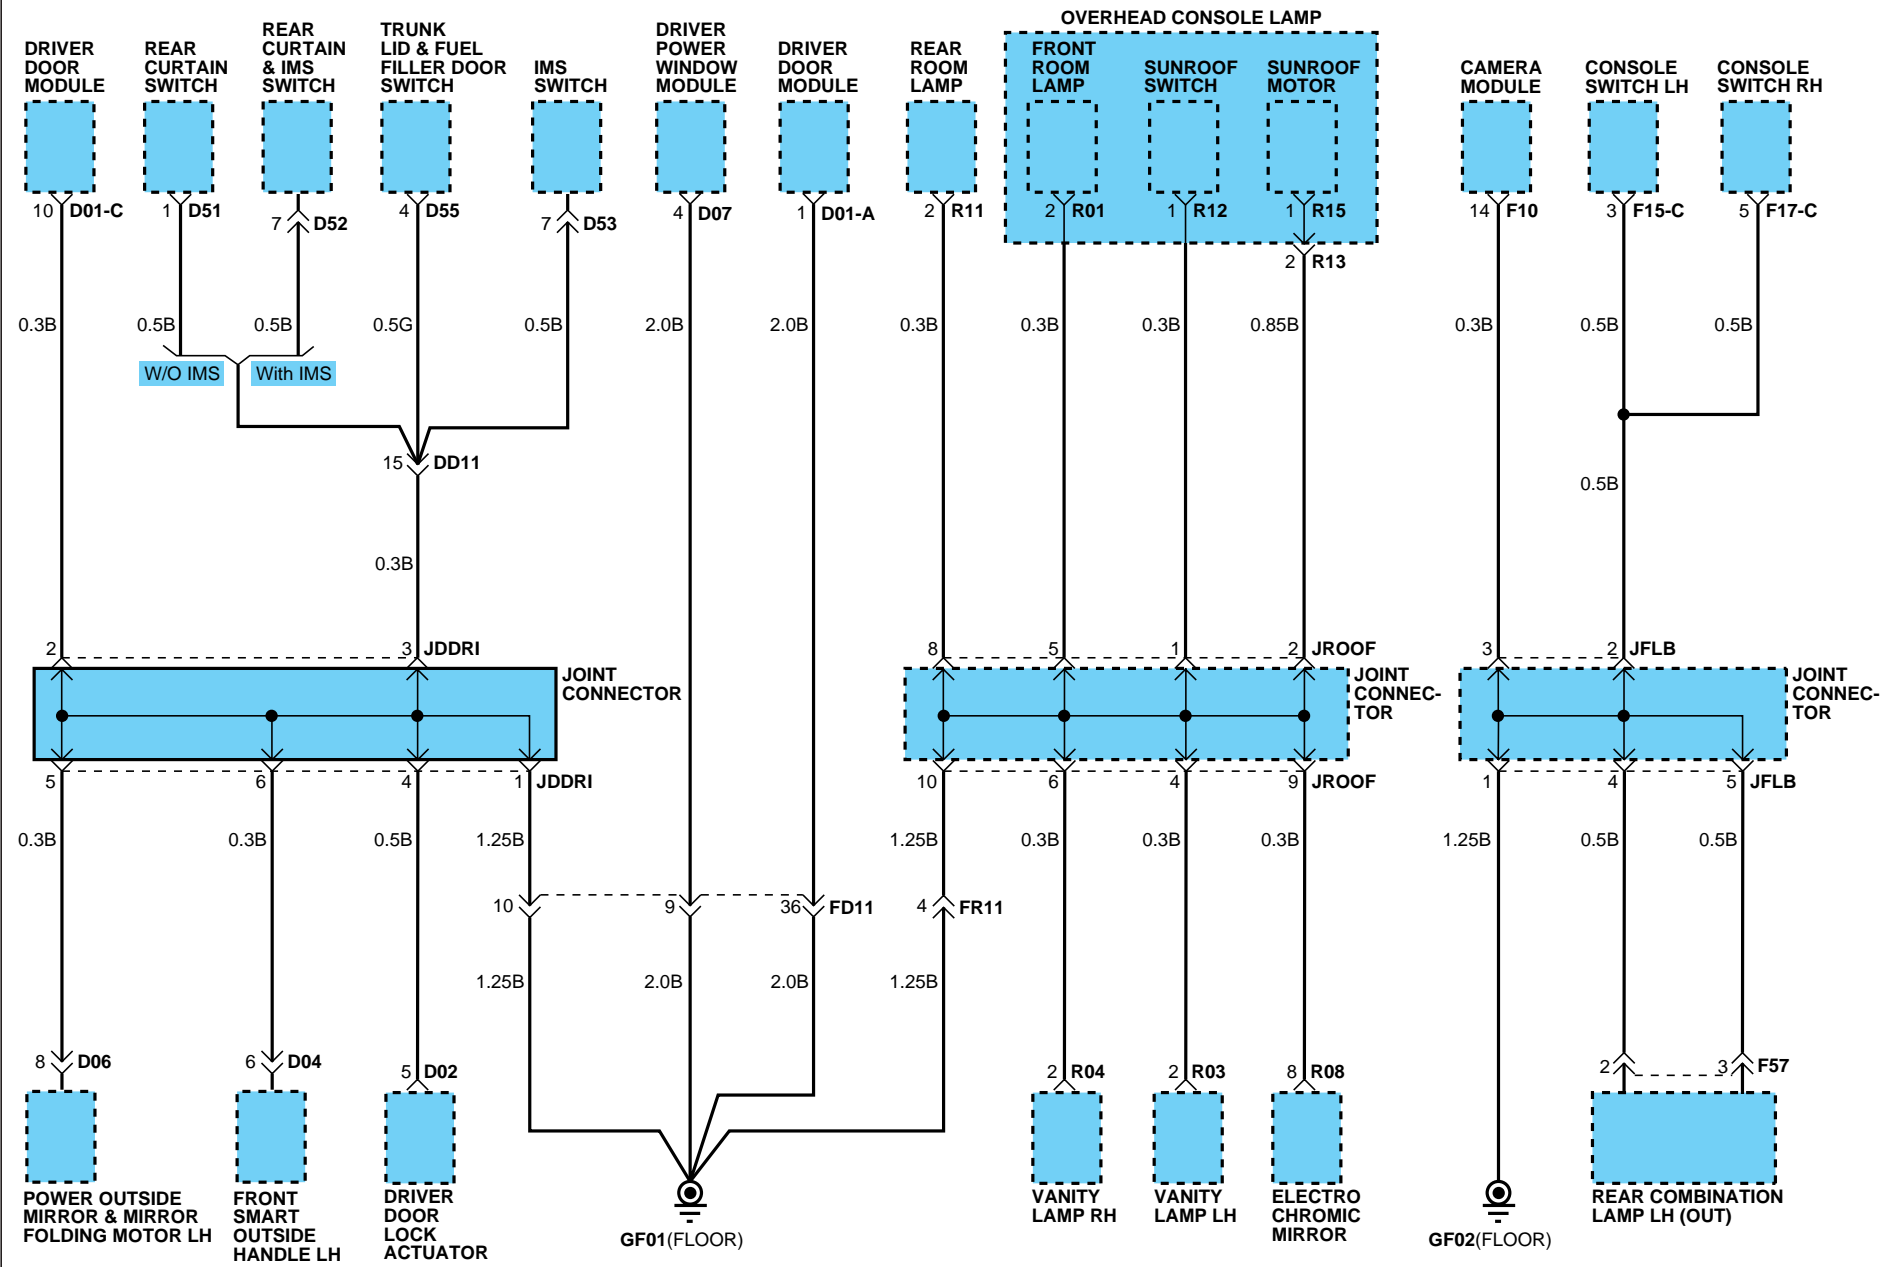 OVERHEAD CONSOLE LAMP
DRIVER
DOOR
MODULE
REAR
CURTAIN
SWITCH
REAR
CURTAIN
& IMS
SWITCH
TRUNK
LID & FUEL
FILLER DOOR
SWITCH
IMS
SWITCH
DRIVER
POWER
WINDOW
MODULE
DRIVER
DOOR
MODULE
REAR
ROOM
LAMP
FRONT
ROOM
LAMP
SUNROOF
SWITCH
SUNROOF
MOTOR
CAMERA
MODULE
CONSOLE
SWITCH LH
CONSOLE
SWITCH RH
10 D01-C
1 D51
7 D52
4 D55
7 D53
4 D07
1 D01-A
2 R11
2 R01
1 R12
1 R15
2 R13
14 F10
3 F15-C
5 F17-C
0.3B
0.5B
0.5B
0.5G
0.5B
2.0B
2.0B
0.3B
0.3B
0.3B
0.85B
0.3B
0.5B
0.5B
W/O IMS
With IMS
15 DD11
0.5B
0.3B
2
3 JDDRI
8
5
1
2 JROOF
3
2 JFLB
JOINT
CONNECTOR
JOINT
CONNEC-
TOR
JOINT
CONNEC-
TOR
5
6
4
1 JDDRI
10
6
4
9 JROOF
1
4
5 JFLB
0.3B
0.3B
0.5B
1.25B
1.25B
0.3B
0.3B
0.3B
1.25B
0.5B
0.5B
10
9
36 FD11
4 FR11
1.25B
2.0B
2.0B
1.25B
8 D06
6 D04
5 D02
2 R04
2 R03
8 R08
2
3 F57
POWER OUTSIDE
MIRROR & MIRROR
FOLDING MOTOR LH
FRONT
SMART
OUTSIDE
HANDLE LH
DRIVER
DOOR
LOCK
ACTUATOR
GF01(FLOOR)
VANITY
LAMP RH
VANITY
LAMP LH
ELECTRO
CHROMIC
MIRROR
GF02(FLOOR)
REAR COMBINATION
LAMP LH (OUT)